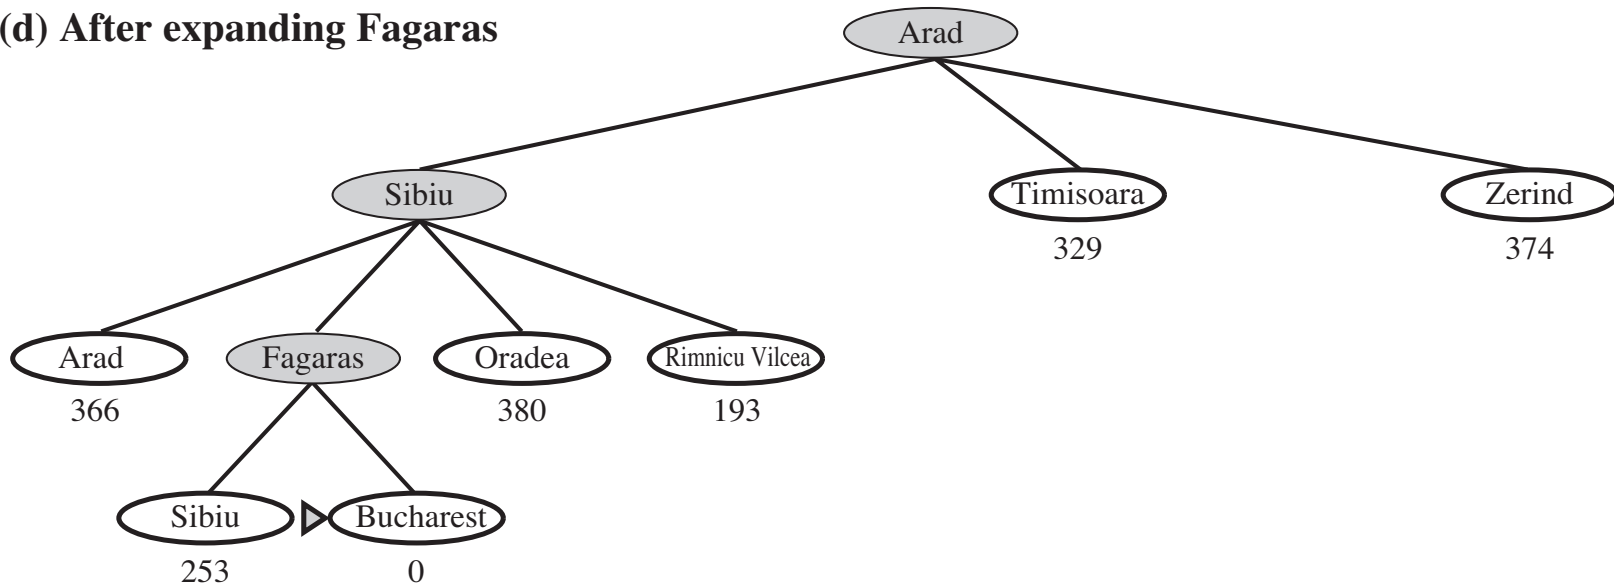 (d) After expanding Fagaras
Arad
Sibiu
Timisoara
Zerind
329
374
Arad
Fagaras
Oradea
Rimnicu Vilcea
366
380
193
Sibiu
Bucharest
253
0